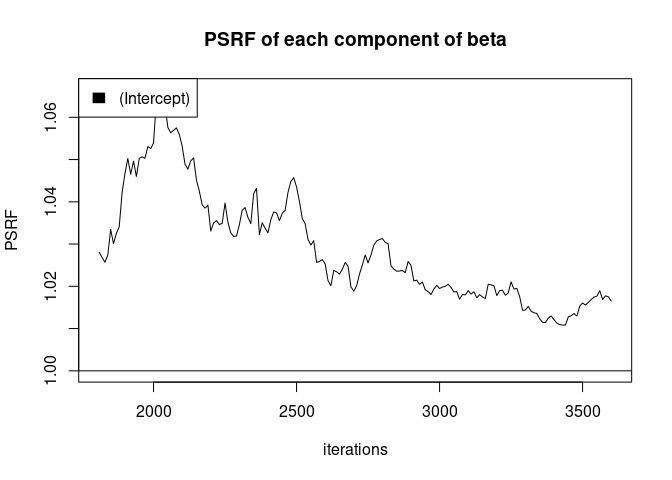 PSRF of each component of beta
(Intercept)
PSRF
1.06
1.04
1.02
1.00
2000 2500 3000 3500
iterations